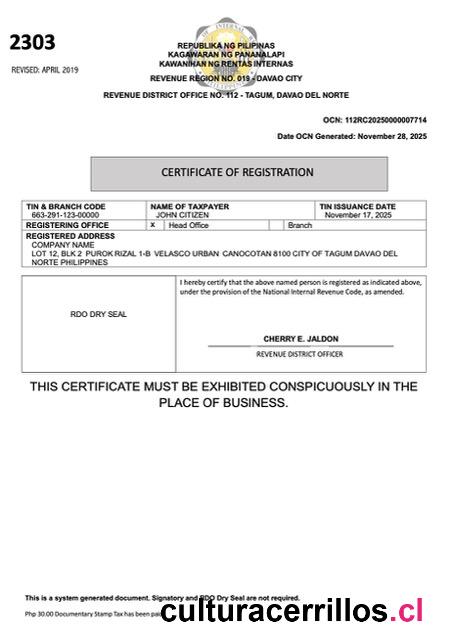 2303
REVISED: APRIL 2019
REPUBLIKA NG PILIPINAS
KAGAWARAN NG PANANALAPI
KAWANIHAN NG RENTAS INTERNAS
REVENUE REGION NO. 019 - DAVAO CITY
REVENUE DISTRICT OFFICE NO. 112 - TAGUM, DAVAO DEL NORTE
OCN: 112RC20250000007714
Date OCN Generated: November 28, 2025
CERTIFICATE OF REGISTRATION
TIN & BRANCH CODE NAME OF TAXPAYER TIN ISSUANCE DATE
663-291-123-00000 JOHN CITIZEN November 17, 2025
REGISTERING OFFICE x Head Office Branch
REGISTERED ADDRESS
COMPANY NAME
LOT 12, BLK 2 PUROK RIZAL 1-B VELASCO URBAN CANOCOTAN 8100 CITY OF TAGUM DAVAO DEL
NORTE PHILIPPINES
RDO DRY SEAL
I hereby certify that the above named person is registered as indicated above,
under the provision of the National Internal Revenue Code, as amended.
CHERRY E. JALDON
REVENUE DISTRICT OFFICER
THIS CERTIFICATE MUST BE EXHIBITED CONSPICUOUSLY IN THE
PLACE OF BUSINESS.
This is a system generated document. Signatory and RDO Dry Seal are not required.
Php 30.00 Documentary Stamp Tax has been
culturacerrillos.cl